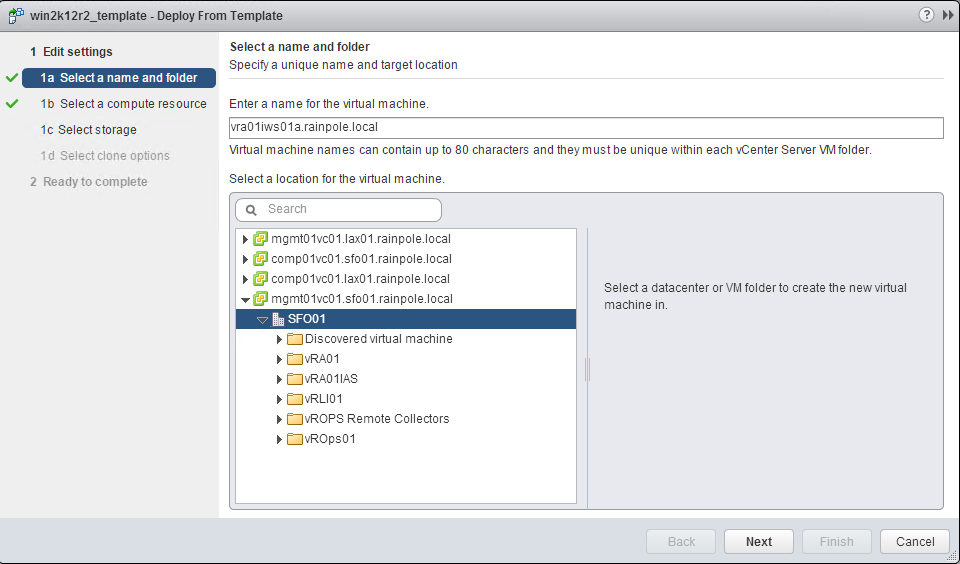 win2k12r2_template - Deploy From Template
?
1 Edit settings
1a Select a name and folder
1b Select a compute resource
1c Select storage
1d Select clone options
2 Ready to complete
Select a name and folder
Specify a unique name and target location
Enter a name for the virtual machine.
vra01iws01a.rainpole.local
Virtual machine names can contain up to 80 characters and they must be unique within each vCenter Server VM folder.
Select a location for the virtual machine.
Search
mgmt01vc01.lax01.rainpole.local
comp01vc01.sfo01.rainpole.local
comp01vc01.lax01.rainpole.local
mgmt01vc01.sfo01.rainpole.local
SFO01
Discovered virtual machine
vRA01
vRA01IAS
vRLI01
vROPS Remote Collectors
vROps01
Select a datacenter or VM folder to create the new virtual
machine in.
Back
Next
Finish
Cancel